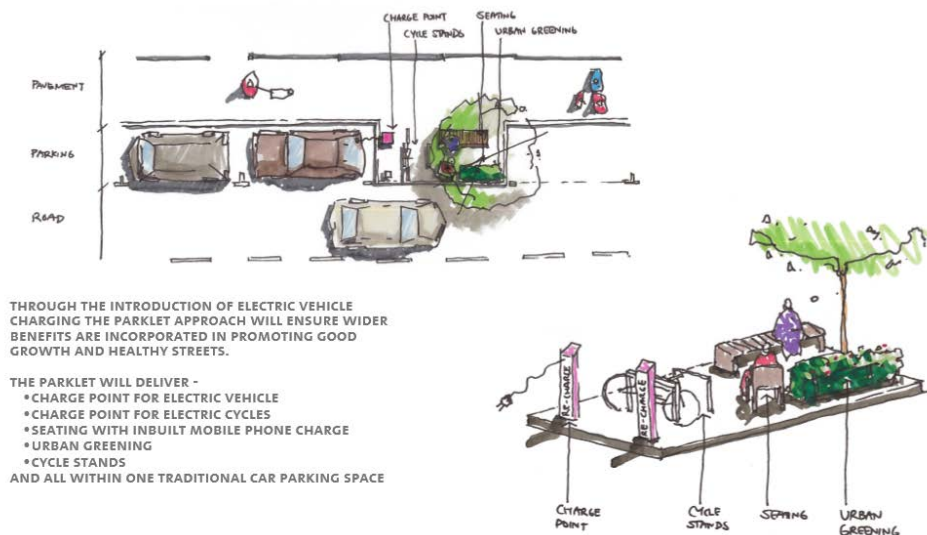 CHARGE POINT
CYCLE STANDS
SEATING
URBAN GREENING
PAVEMENT
PARKING
ROAD
THROUGH THE INTRODUCTION OF ELECTRIC VEHICLE
CHARGING THE PARKLET APPROACH WILL ENSURE WIDER
BENEFITS ARE INCORPORATED IN PROMOTING GOOD
GROWTH AND HEALTHY STREETS.
THE PARKLET WILL DELIVER -
•CHARGE POINT FOR ELECTRIC VEHICLE
•CHARGE POINT FOR ELECTRIC CYCLES
•SEATING WITH INBUILT MOBILE PHONE CHARGE
•URBAN GREENING
•CYCLE STANDS
AND ALL WITHIN ONE TRADITIONAL CAR PARKING SPACE
RE-CHARGE
RE-CHARGE
CHARGE
POINT
CYCLE
STANDS
SEATING
URBAN
GREENING